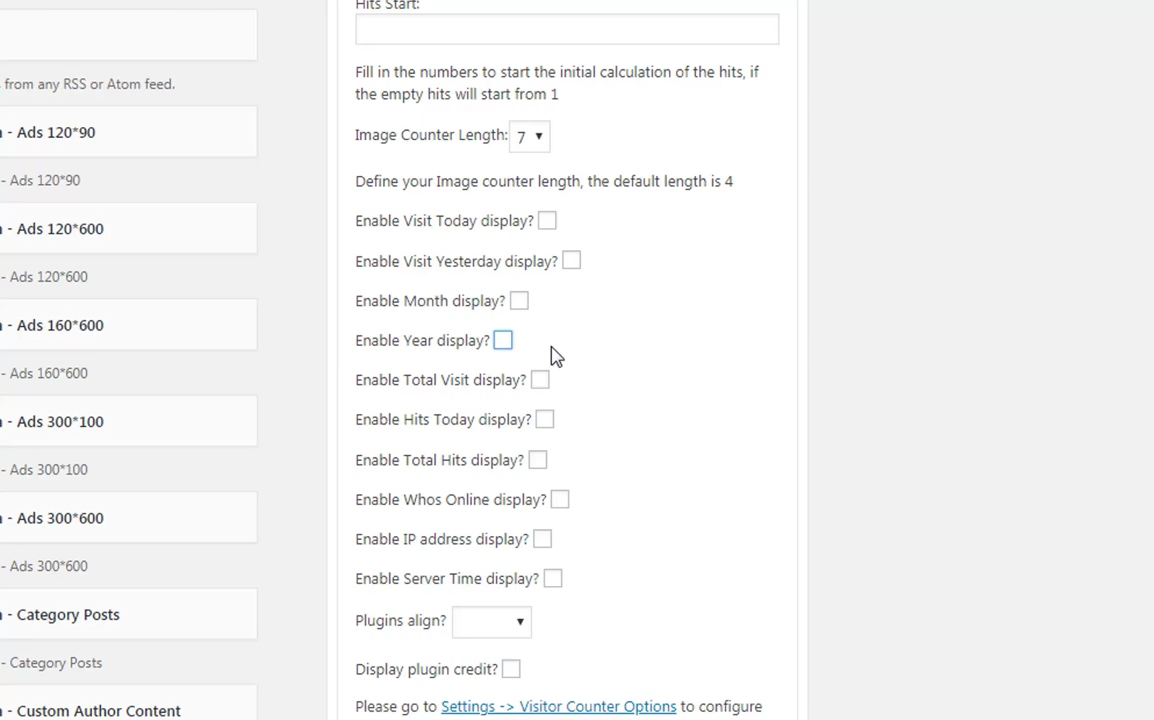 Hits Start:
Fill in the numbers to start the initial calculation of the hits, if
the empty hits will start from 1
Image Counter Length: 7
Define your Image counter length, the default length is 4
Enable Visit Today display?
Enable Visit Yesterday display?
Enable Month display?
Enable Year display?
Enable Total Visit display?
Enable Hits Today display?
Enable Total Hits display?
Enable Whos Online display?
Enable IP address display?
Enable Server Time display?
Plugins align?
Display plugin credit?
Please go to Settings -> Visitor Counter Options to configure
from any RSS or Atom feed.
- Ads 120*90
- Ads 120*90
- Ads 120*600
- Ads 120*600
- Ads 160*600
- Ads 160*600
- Ads 300*100
- Ads 300*100
- Ads 300*600
- Ads 300*600
- Category Posts
- Category Posts
- Custom Author Content